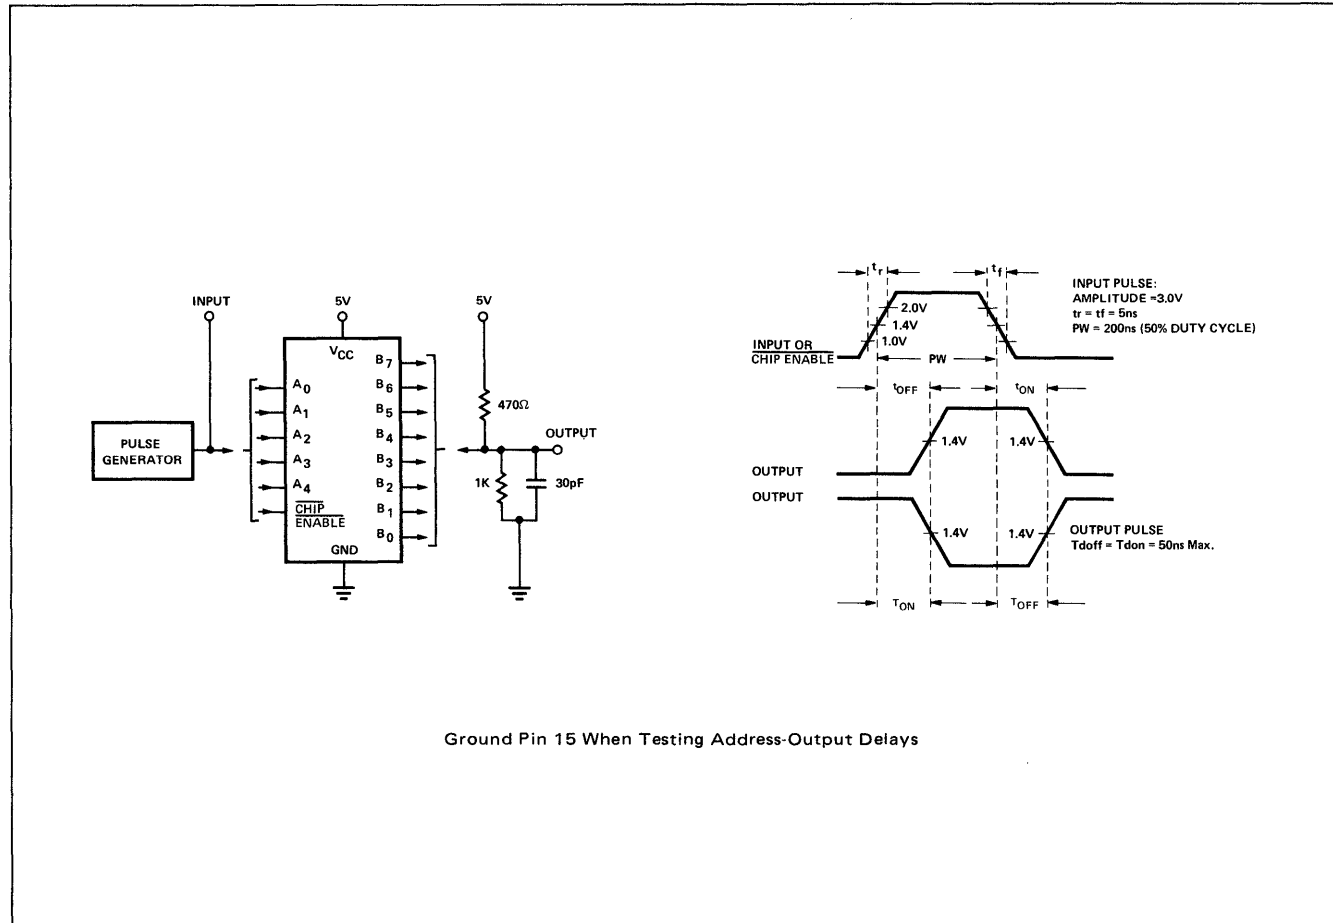 INPUT
5V
5V
VCC
B7
B6
B5
B4
B3
B2
B1
B0
A0
A1
A2
A3
A4
CHIP
ENABLE
GND
PULSE
GENERATOR
470Ω
OUTPUT
1K
30pF
tr
tf
INPUT PULSE:
AMPLITUDE =3.0V
tr = tf = 5ns
PW = 200ns (50% DUTY CYCLE)
2.0V
1.4V
1.0V
INPUT OR
CHIP ENABLE
PW
tOFF
tON
1.4V
1.4V
OUTPUT
OUTPUT
1.4V
1.4V
OUTPUT PULSE
Tdoff = Tdon = 50ns Max.
TON
TOFF
Ground Pin 15 When Testing Address-Output Delays